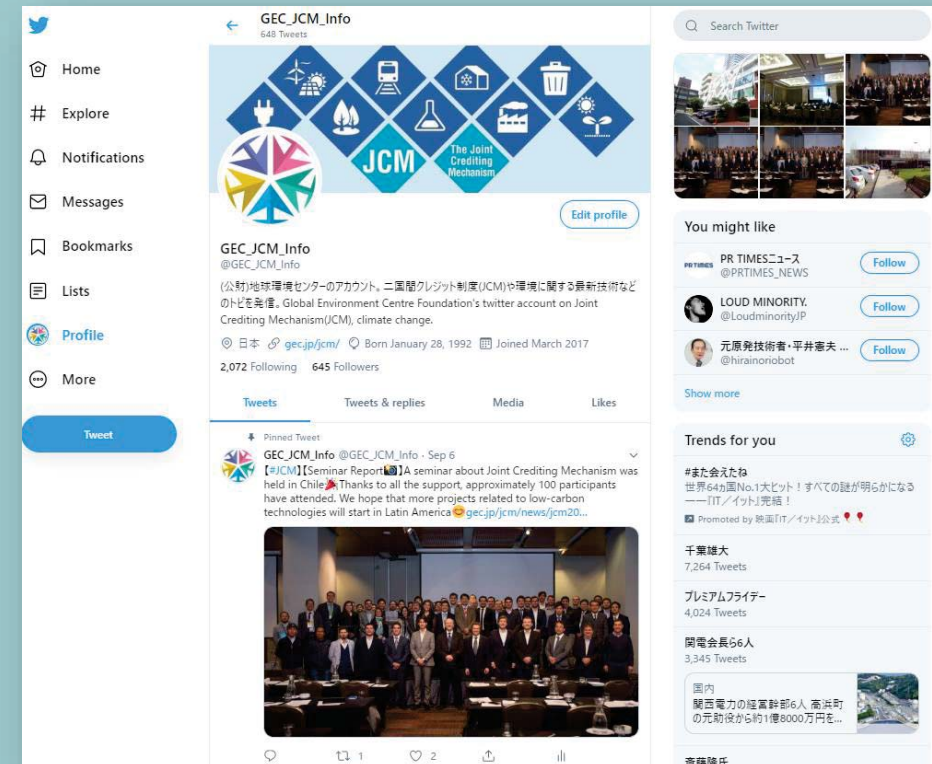 Home
Explore
Notifications
Messages
Bookmarks
Lists
Profile
More
Tweet
GEC_JCM_Info
648 Tweets
JCM
The Joint
Crediting
Mechanism
Edit profile
GEC_JCM_Info
@GEC_JCM_Info
(公財)地球環境センターのアカウント。二国間クレジット制度(JCM)や環境に関する最新技術など
のトピを発信。Global Environment Centre Foundation's twitter account on Joint
Crediting Mechanism(JCM), climate change.
日本 gec.jp/jcm/ Born January 28, 1992 Joined March 2017
2,072 Following 645 Followers
Tweets Tweets & replies Media Likes
Pinned Tweet
GEC_JCM_Info @GEC_JCM_Info · Sep 6
【#JCM】【Seminar Report📸】A seminar about Joint Crediting Mechanism was
held in Chile🎉Thanks to all the support, approximately 100 participants
have attended. We hope that more projects related to low-carbon
technologies will start in Latin America😊gec.jp/jcm/news/jcm20...
1 2
Search Twitter
You might like
PR TIMES PR TIMESニュース
@PRTIMES_NEWS
Follow
LOUD MINORITY.
@LoudminorityJP
Follow
元原発技術者・平井憲夫 ...
@hirainoriobot
Follow
Show more
Trends for you
#また会えたね
世界64ヵ国No.1大ヒット！すべての謎が明らかになる
——『IT／イット』完結！
Promoted by 映画『IT／イット』公式🎈🎈
千葉雄大
7,264 Tweets
プレミアムフライデー
4,024 Tweets
関電会長ら6人
3,345 Tweets
国内
関西電力の経営幹部6人 高浜町
の元助役から約1億8000万円を...
斎藤隆氏